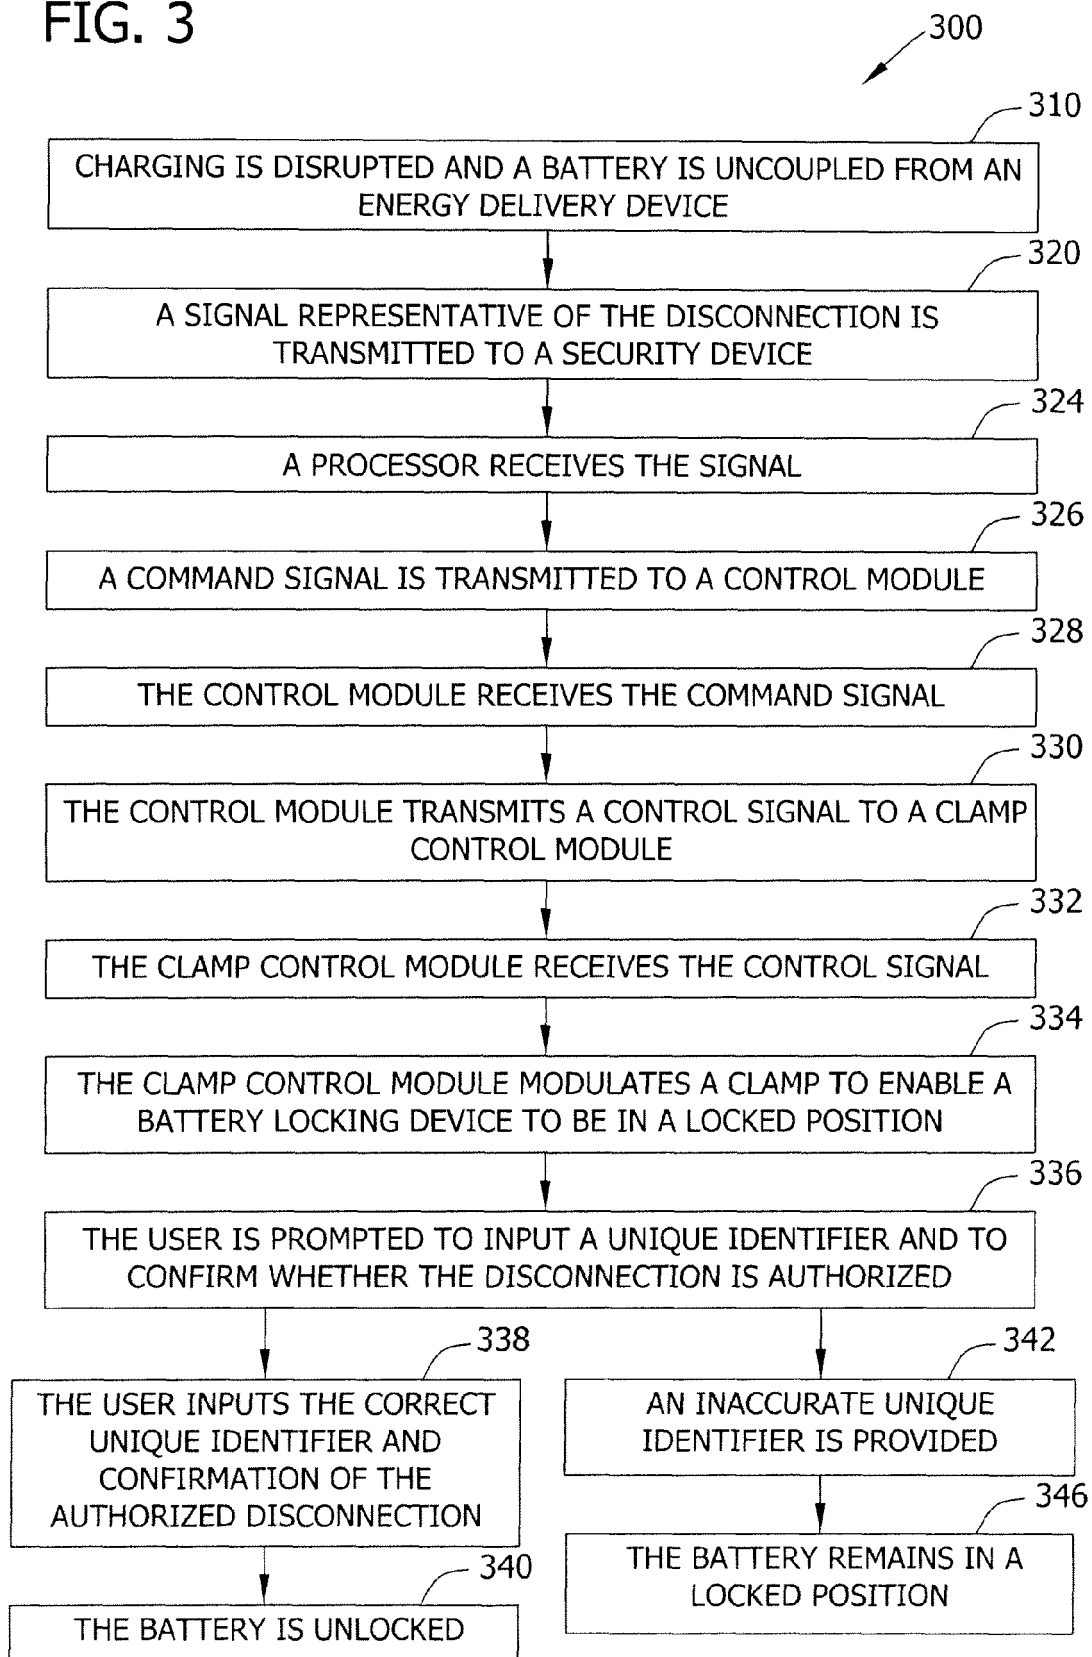 FIG. 3
300
310
CHARGING IS DISRUPTED AND A BATTERY IS UNCOUPLED FROM AN
ENERGY DELIVERY DEVICE
320
A SIGNAL REPRESENTATIVE OF THE DISCONNECTION IS
TRANSMITTED TO A SECURITY DEVICE
324
A PROCESSOR RECEIVES THE SIGNAL
326
A COMMAND SIGNAL IS TRANSMITTED TO A CONTROL MODULE
328
THE CONTROL MODULE RECEIVES THE COMMAND SIGNAL
330
THE CONTROL MODULE TRANSMITS A CONTROL SIGNAL TO A CLAMP
CONTROL MODULE
332
THE CLAMP CONTROL MODULE RECEIVES THE CONTROL SIGNAL
334
THE CLAMP CONTROL MODULE MODULATES A CLAMP TO ENABLE A
BATTERY LOCKING DEVICE TO BE IN A LOCKED POSITION
336
THE USER IS PROMPTED TO INPUT A UNIQUE IDENTIFIER AND TO
CONFIRM WHETHER THE DISCONNECTION IS AUTHORIZED
338
THE USER INPUTS THE CORRECT
UNIQUE IDENTIFIER AND
CONFIRMATION OF THE
AUTHORIZED DISCONNECTION
340
THE BATTERY IS UNLOCKED
342
AN INACCURATE UNIQUE
IDENTIFIER IS PROVIDED
346
THE BATTERY REMAINS IN A
LOCKED POSITION